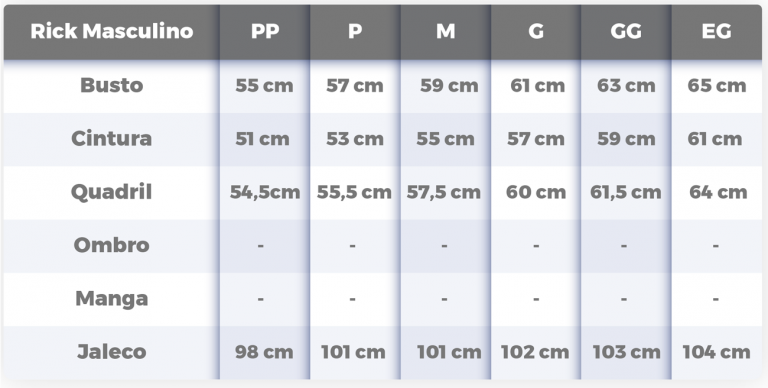 Rick Masculino PP P M G GG EG
Busto 55 cm 57 cm 59 cm 61 cm 63 cm 65 cm
Cintura 51 cm 53 cm 55 cm 57 cm 59 cm 61 cm
Quadril 54,5cm 55,5 cm 57,5 cm 60 cm 61,5 cm 64 cm
Ombro - - - - - -
Manga - - - - - -
Jaleco 98 cm 101 cm 101 cm 102 cm 103 cm 104 cm